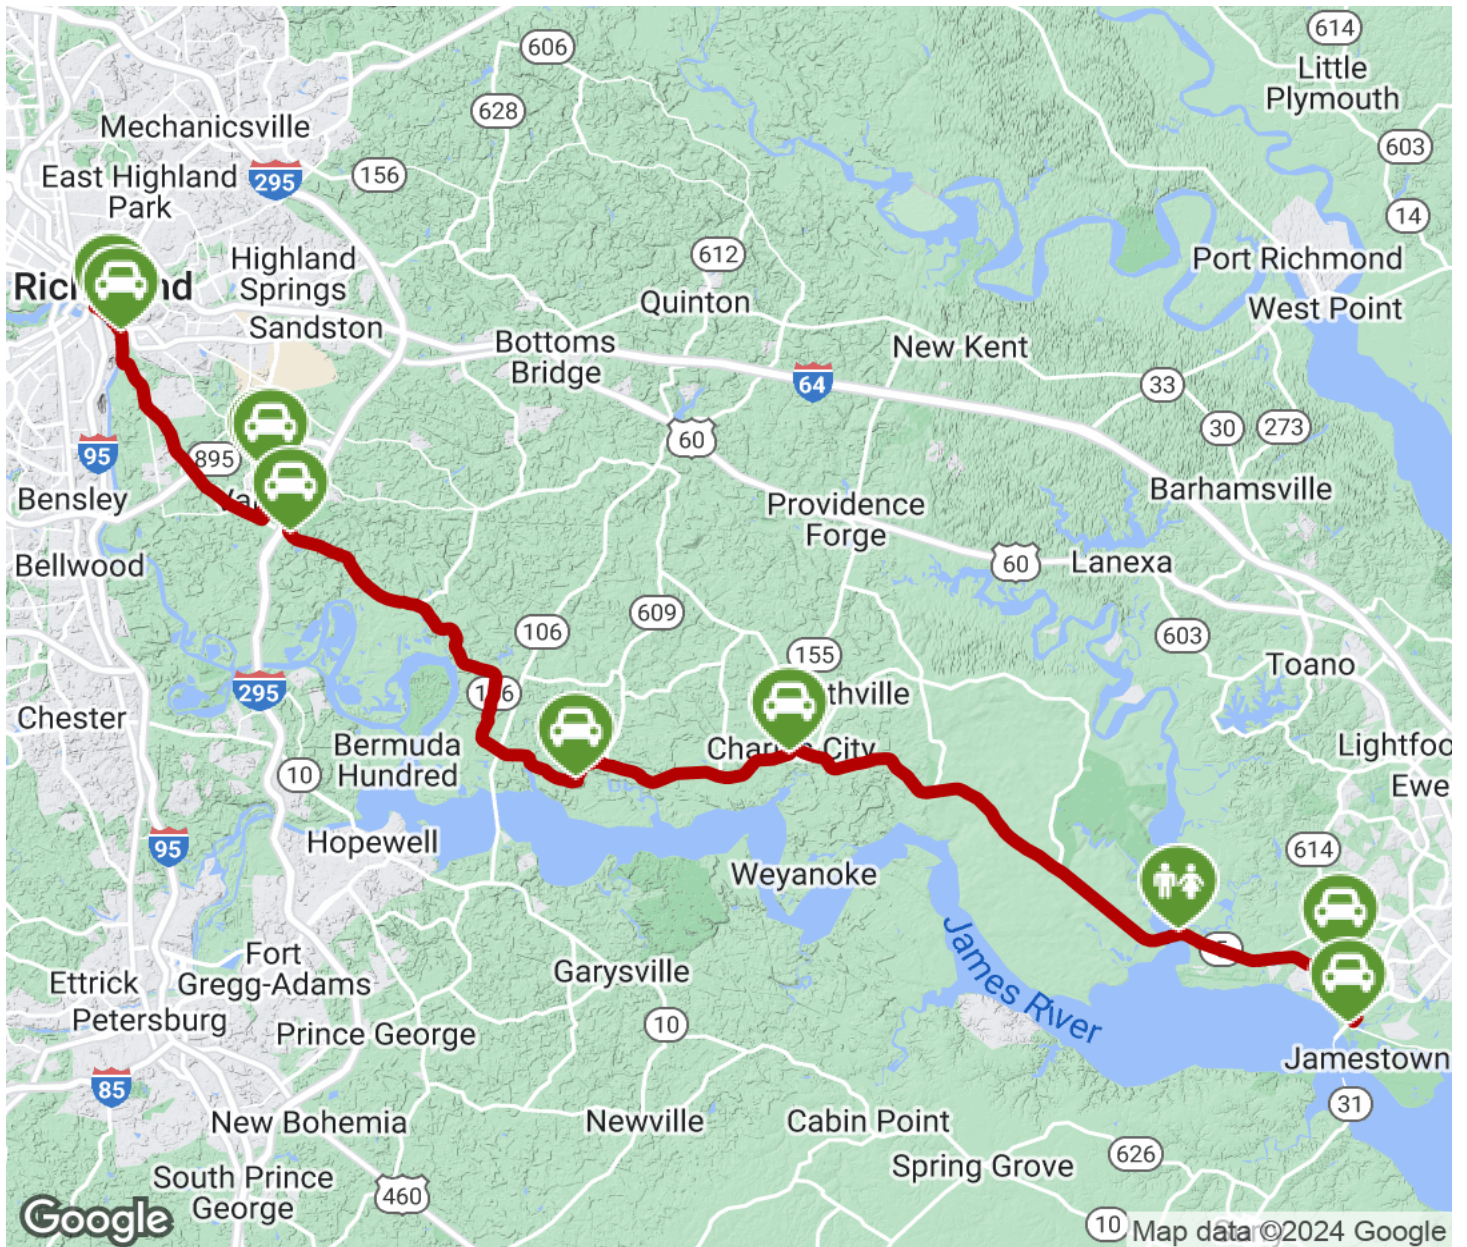 606
614
Little
Plymouth
628
Mechanicsville
603
East Highland
Park
295
156
14
Highland
Springs
612
Port Richmond
Quinton
West Point
Sandston
Bottoms
Bridge
New Kent
64
33
60
30
273
95
895
Bensley
Providence
Forge
Barhamsville
Bellwood
60
Lanexa
609
106
603
155
Toano
295
Chester
Bermuda
Hundred
Lightfoo
10
Ewe
95
Hopewell
614
Weyanoke
James River
Fort
Gregg-Adams
Garysville
Ettrick
Petersburg
Prince George
10
Jamestown
85
31
New Bohemia
Newville
Cabin Point
626
Spring Grove
South Prince
George
460
Google
10
Map data ©2024 Google